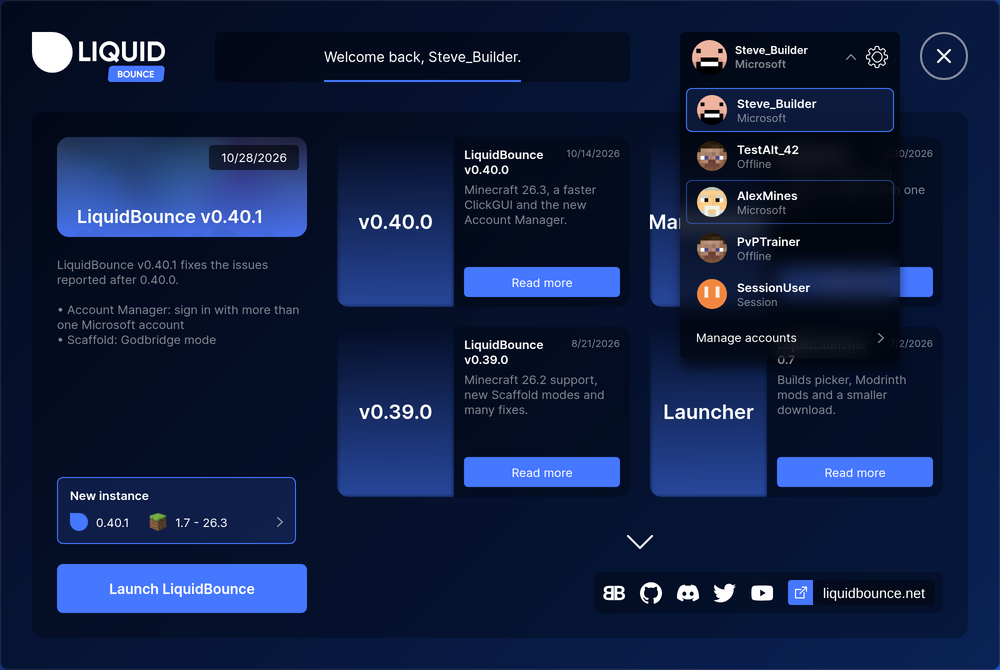 LIQUID
BOUNCE
Welcome back, Steve_Builder.
Steve_Builder
Microsoft
Steve_Builder
Microsoft
TestAlt_42
Offline
AlexMines
Microsoft
PvPTrainer
Offline
SessionUser
Session
Manage accounts
10/28/2026
LiquidBounce v0.40.1
LiquidBounce v0.40.1 fixes the issues
reported after 0.40.0.
• Account Manager: sign in with more than
one Microsoft account
• Scaffold: Godbridge mode
New instance
0.40.1
1.7 - 26.3
Launch LiquidBounce
v0.40.0
LiquidBounce
v0.40.0
10/14/2026
Minecraft 26.3, a faster
ClickGUI and the new
Account Manager.
Read more
one
v0.39.0
LiquidBounce
v0.39.0
8/21/2026
Minecraft 26.2 support,
new Scaffold modes and
many fixes.
Read more
Launcher
LiquidLauncher
0.7
7/2/2026
Builds picker, Modrinth
mods and a smaller
download.
Read more
liquidbounce.net